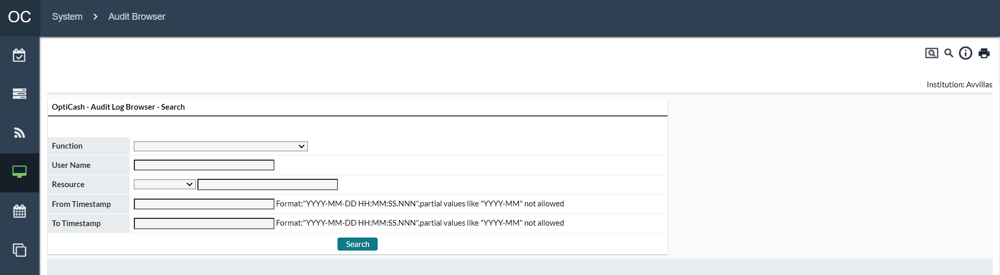 OC
System > Audit Browser
Institution: Avvillas
OptiCash - Audit Log Browser - Search
Function
User Name
Resource
From Timestamp Format:"YYYY-MM-DD HH:MM:SS.NNN",partial values like "YYYY-MM" not allowed
To Timestamp Format:"YYYY-MM-DD HH:MM:SS.NNN",partial values like "YYYY-MM" not allowed
Search